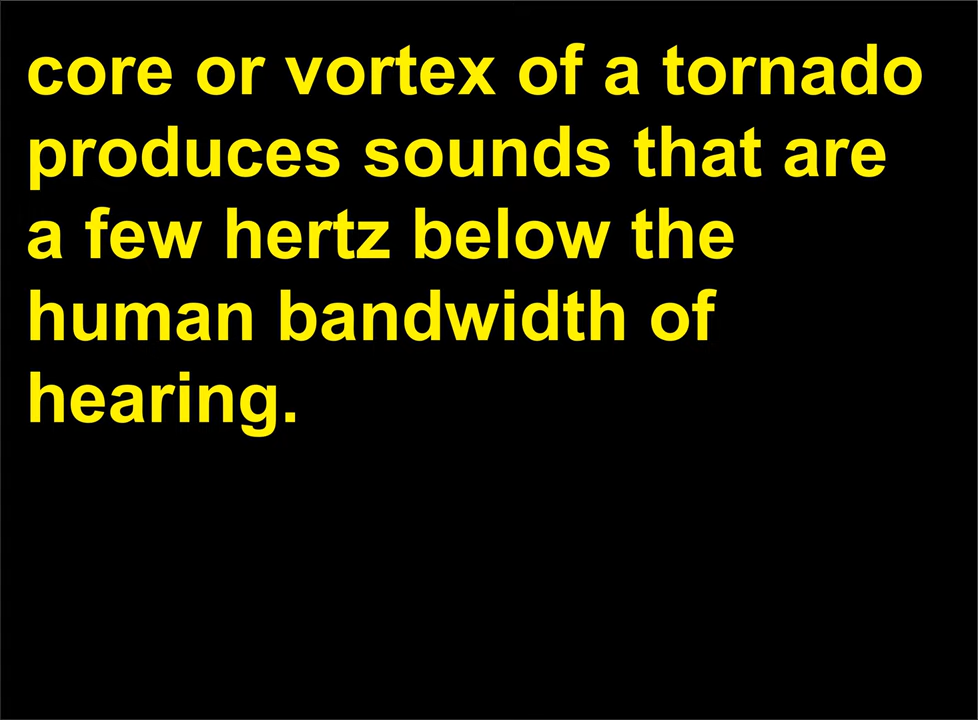 core or vortex of a tornado
produces sounds that are
a few hertz below the
human bandwidth of
hearing.